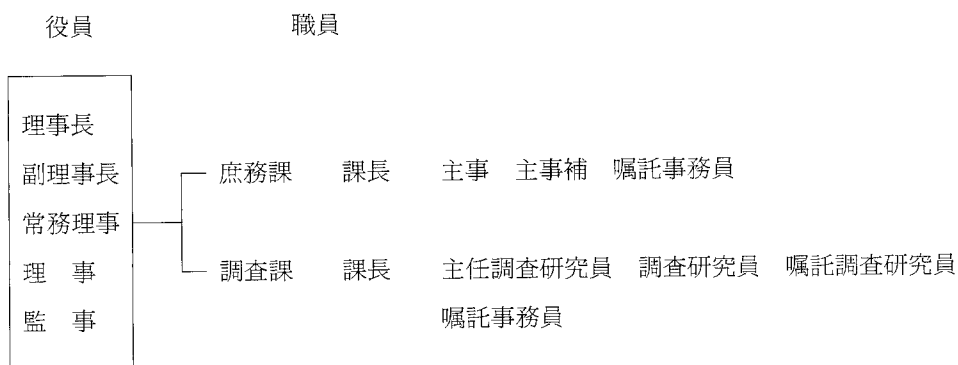 役員　職員
理事長
副理事長
庶務課　課長　主事　主事補　嘱託事務員
常務理事
理　事
調査課　課長　主任調査研究員　調査研究員　嘱託調査研究員
監　事
嘱託事務員